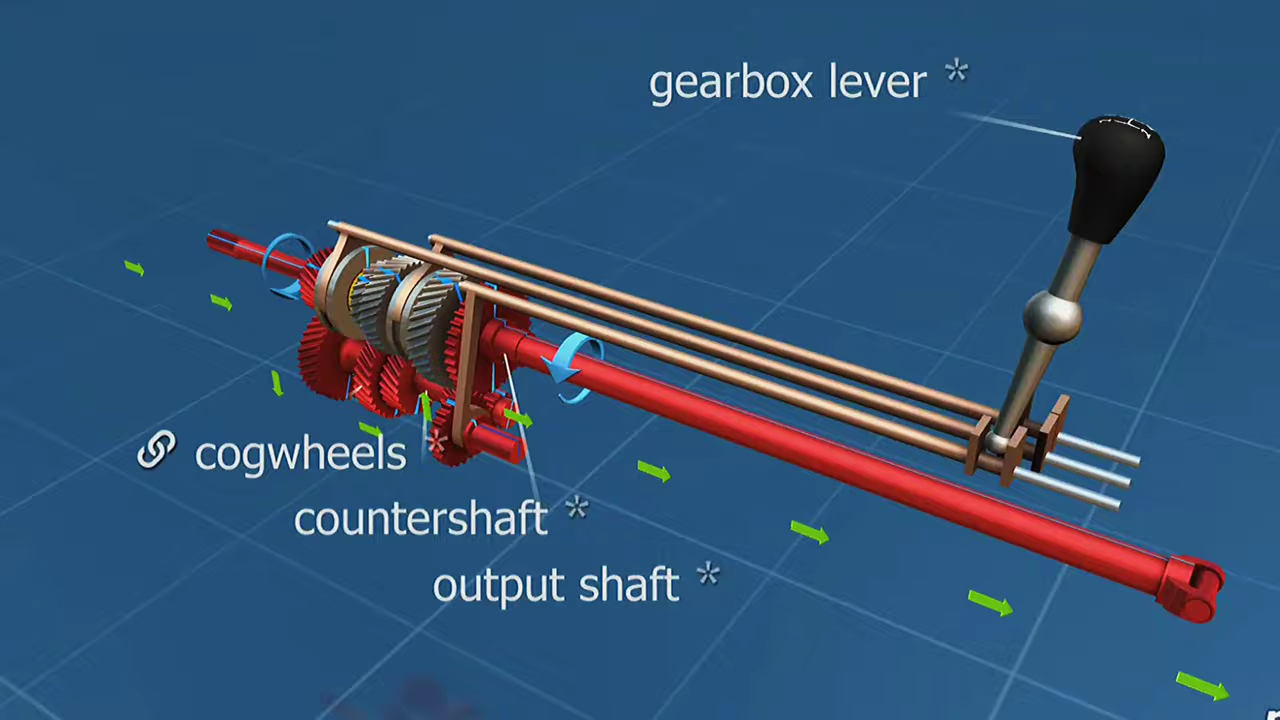 gearbox lever *
cogwheels *
countershaft *
output shaft *